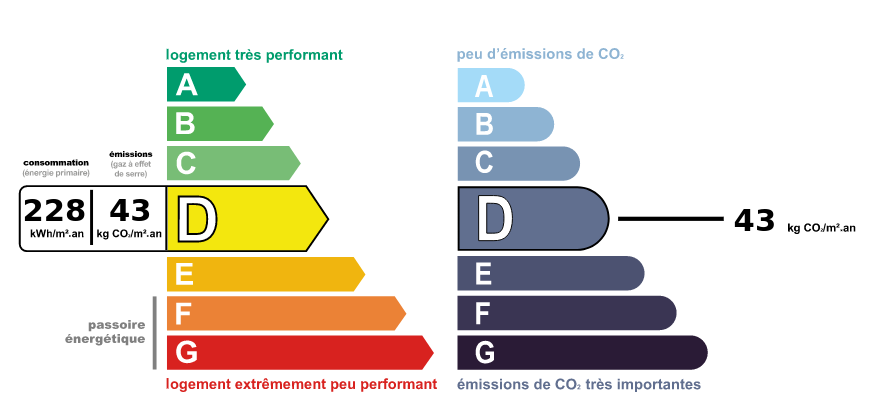 logement très performant
A
B
C
consommation
(énergie primaire)
émissions
(gaz à effet
de serre)
228
kWh/m².an
43
kg CO₂/m².an
D
E
F
G
passoire
énergétique
logement extrêmement peu performant
peu d'émissions de CO₂
A
B
C
D
43 kg CO₂/m².an
E
F
G
émissions de CO₂ très importantes